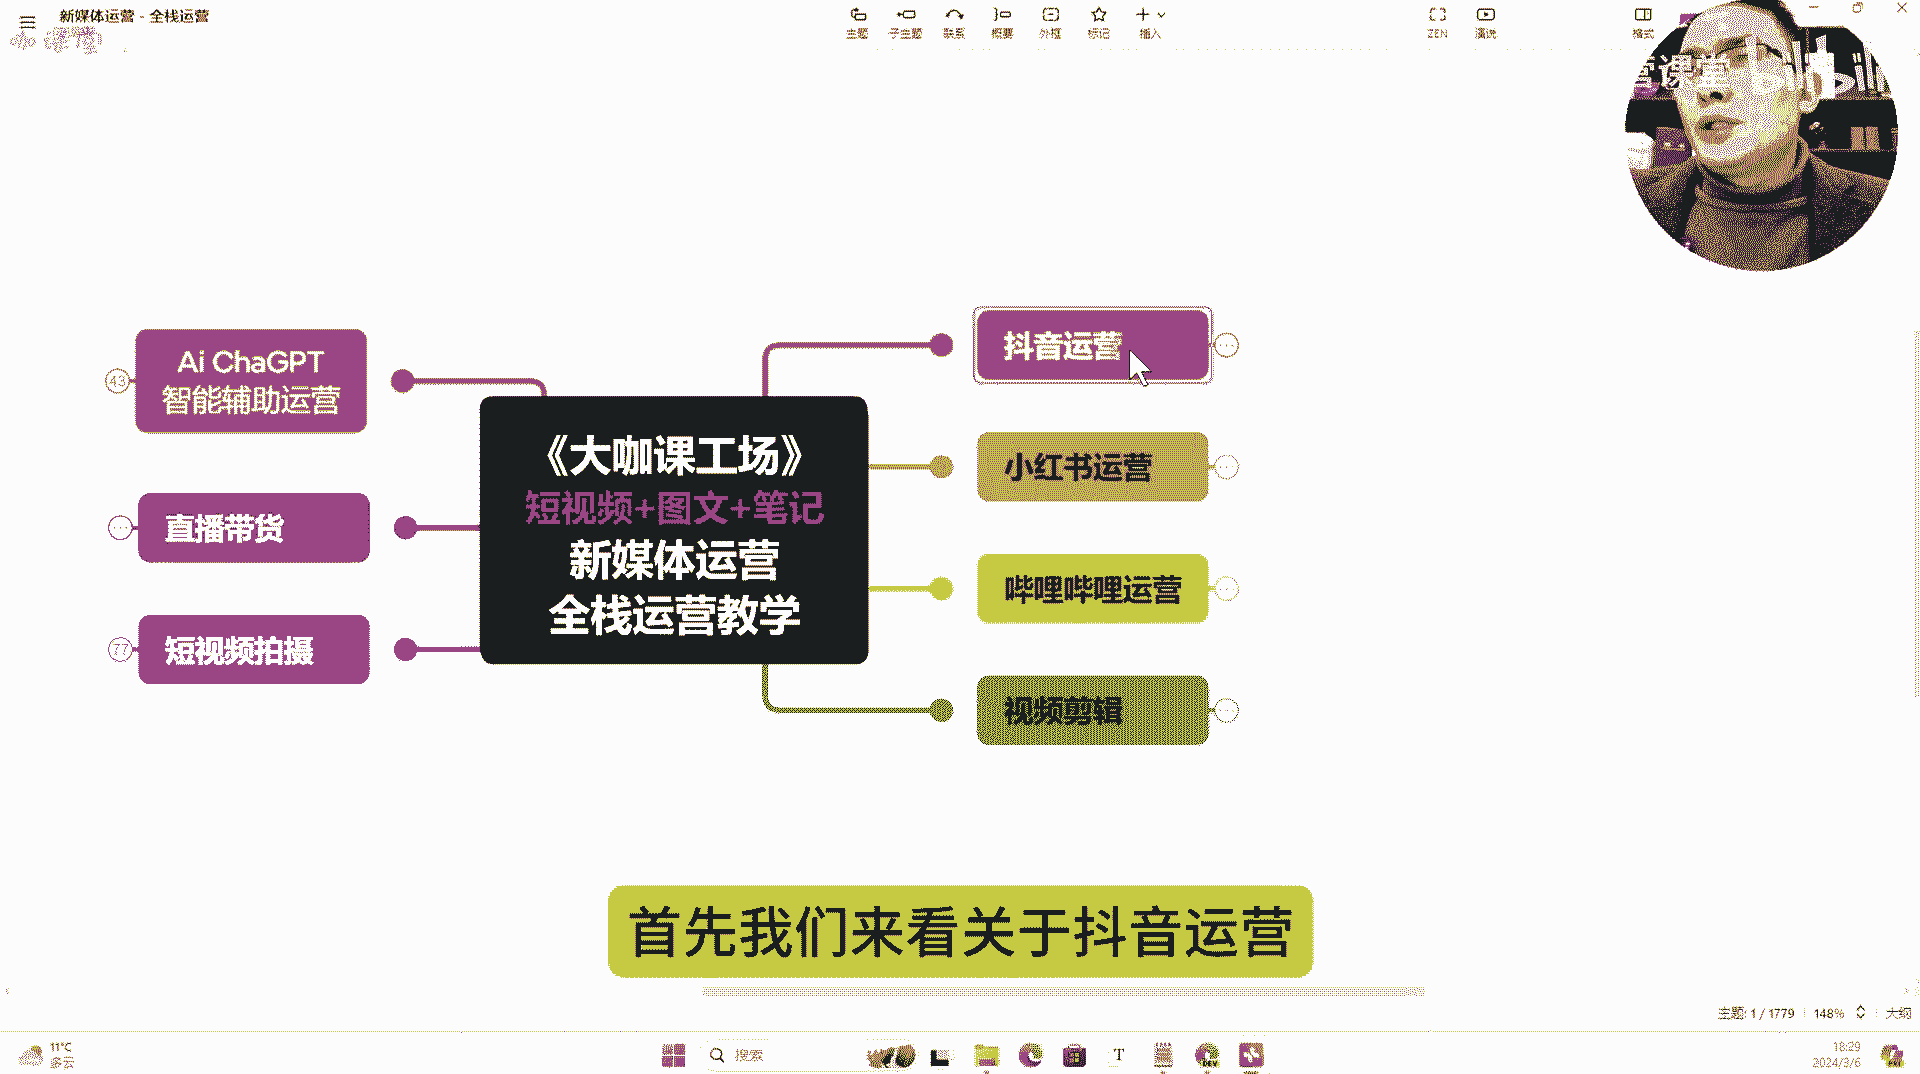 新媒体运营 - 全栈运营
主题
子主题
联系
概要
外框
标记
插入
ZEN
演说
格式
营课堂 bilibili
Ai ChaGPT
智能辅助运营
43
直播带货
短视频拍摄
77
《大咖课工场》
短视频+图文+笔记
新媒体运营
全栈运营教学
抖音运营
小红书运营
哔哩哔哩运营
视频剪辑
首先我们来看关于抖音运营
主题: 1 / 1779
148%
大纲
11°C
多云
搜索
18:29
2024/3/6